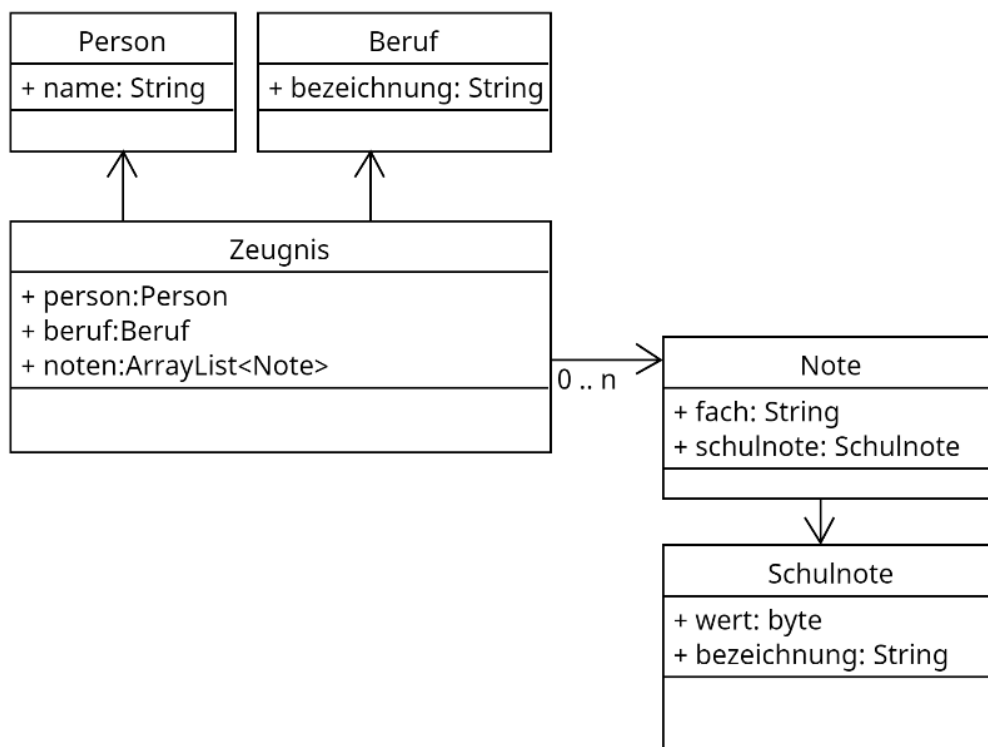 Person
+ name: String
Beruf
+ bezeichnung: String
Zeugnis
+ person:Person
+ beruf:Beruf
+ noten:ArrayList<Note>
0 .. n
Note
+ fach: String
+ schulnote: Schulnote
Schulnote
+ wert: byte
+ bezeichnung: String